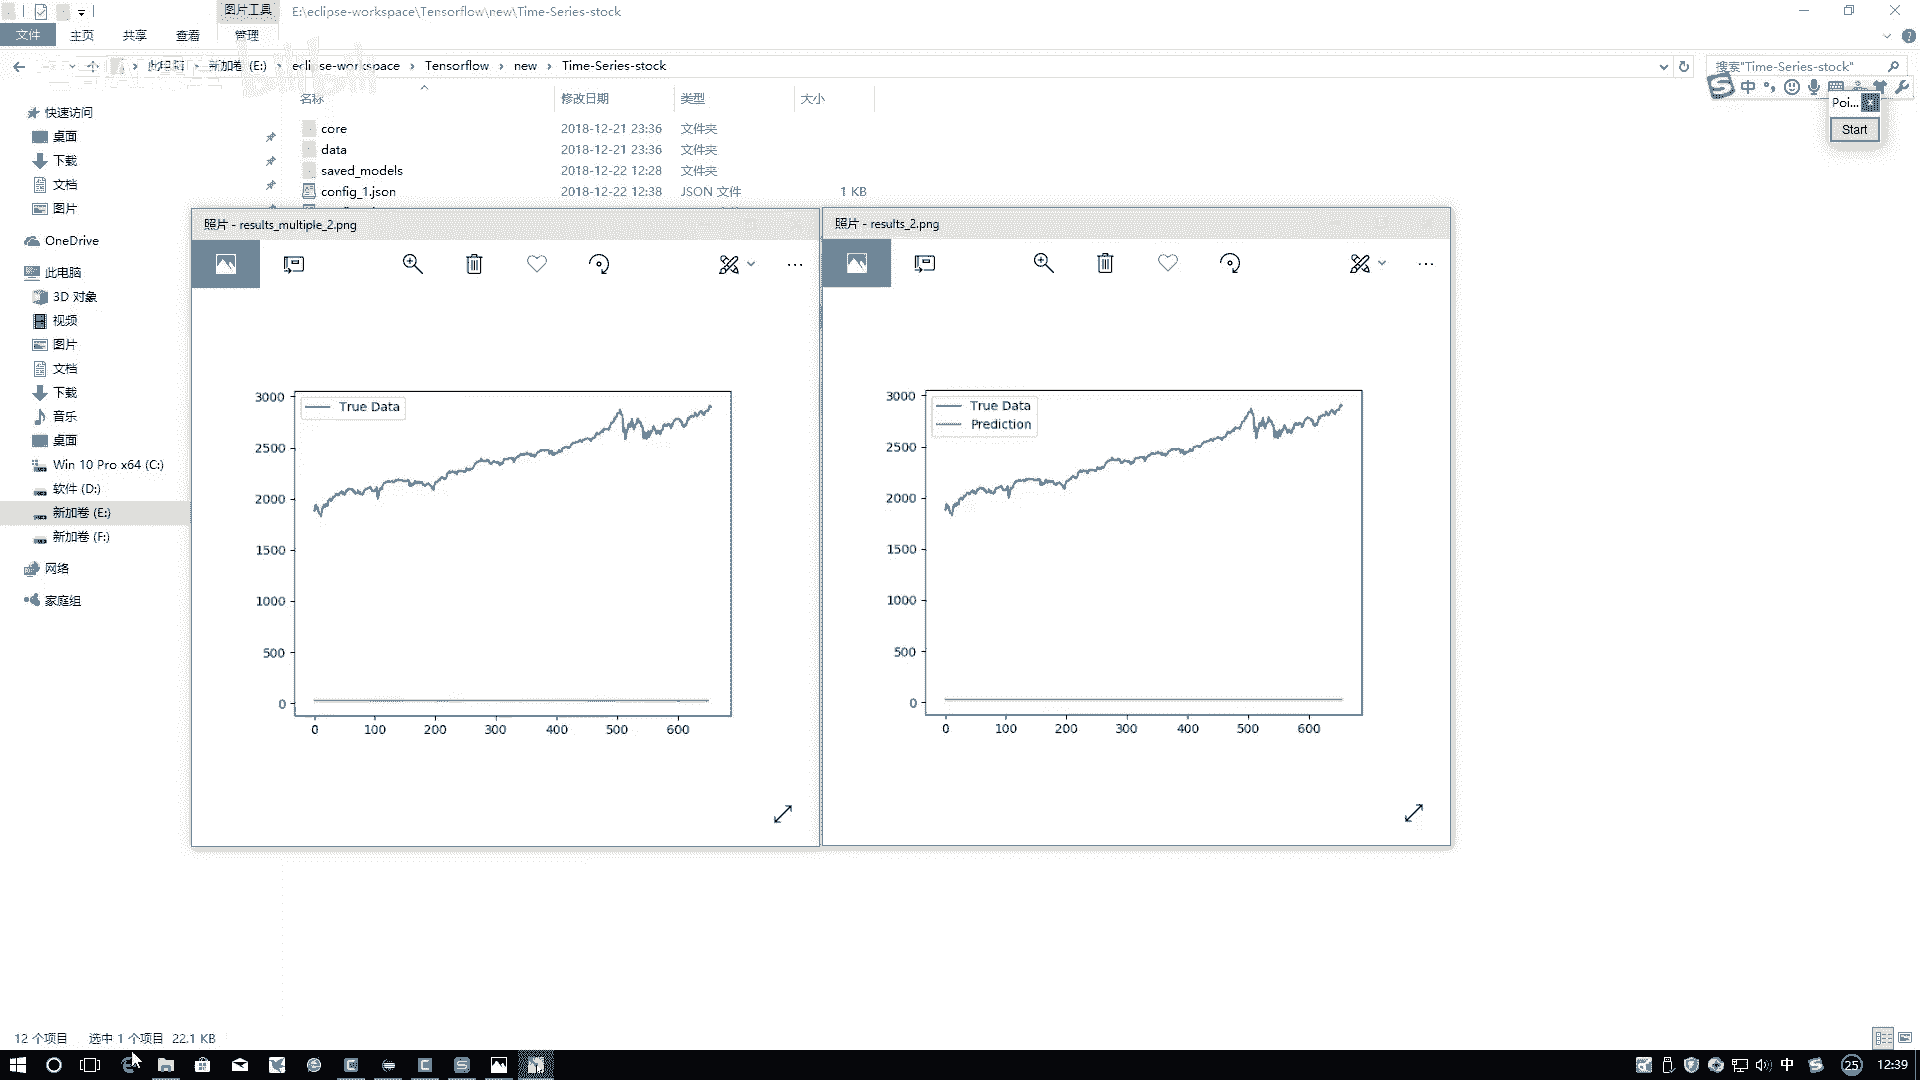 图片工具
E:\eclipse-workspace\Tensorflow\new\Time-Series-stock
文件
主页
共享
查看
管理
此电脑
新加卷 (E:)
eclipse-workspace
Tensorflow
new
Time-Series-stock
搜索"Time-Series-stock"
中
Poi...
Start
名称
修改日期
类型
大小
core
2018-12-21 23:36
文件夹
data
2018-12-21 23:36
文件夹
saved_models
2018-12-22 12:28
文件夹
config_1.json
2018-12-22 12:38
JSON 文件
1 KB
快速访问
桌面
下载
文档
图片
OneDrive
此电脑
3D 对象
视频
图片
文档
下载
音乐
桌面
Win 10 Pro x64 (C:)
软件 (D:)
新加卷 (E:)
新加卷 (F:)
网络
家庭组
照片 - results_multiple_2.png
True Data
3000
2500
2000
1500
1000
500
0
0 100 200 300 400 500 600
照片 - results_2.png
True Data
Prediction
3000
2500
2000
1500
1000
500
0
0 100 200 300 400 500 600
12 个项目
选中 1 个项目 22.1 KB
中
25
12:39